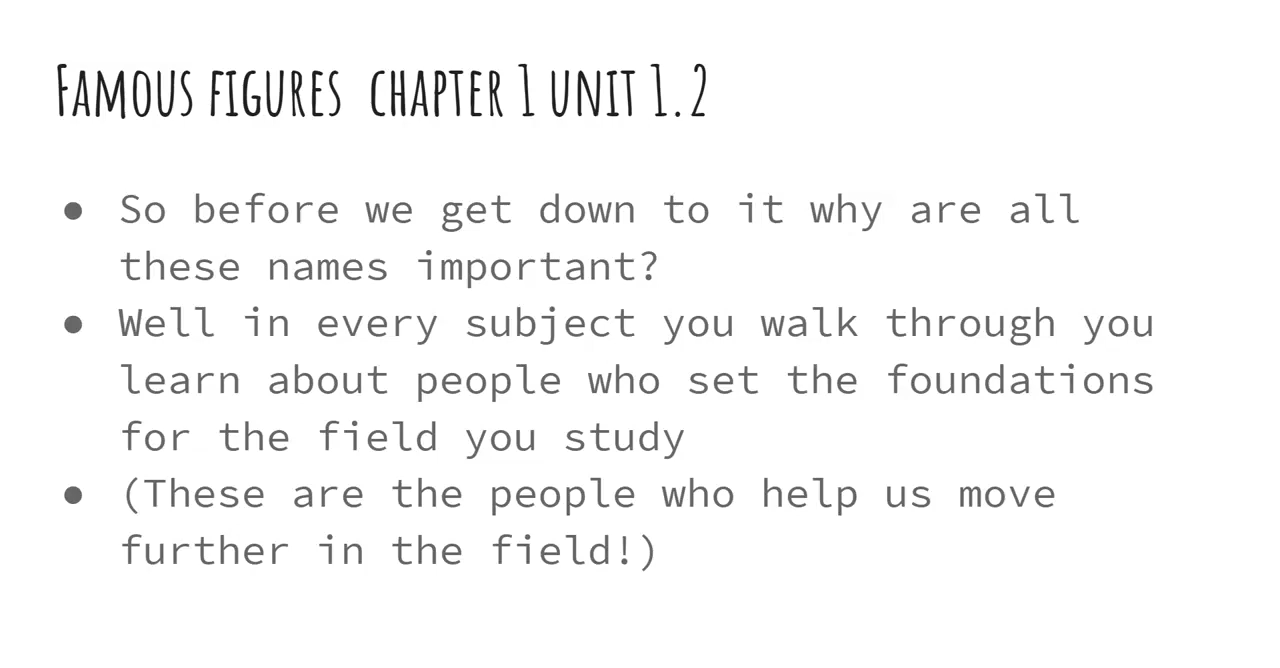 Famous figures chapter 1 unit 1.2
● So before we get down to it why are all
these names important?
● Well in every subject you walk through you
learn about people who set the foundations
for the field you study
● (These are the people who help us move
further in the field!)